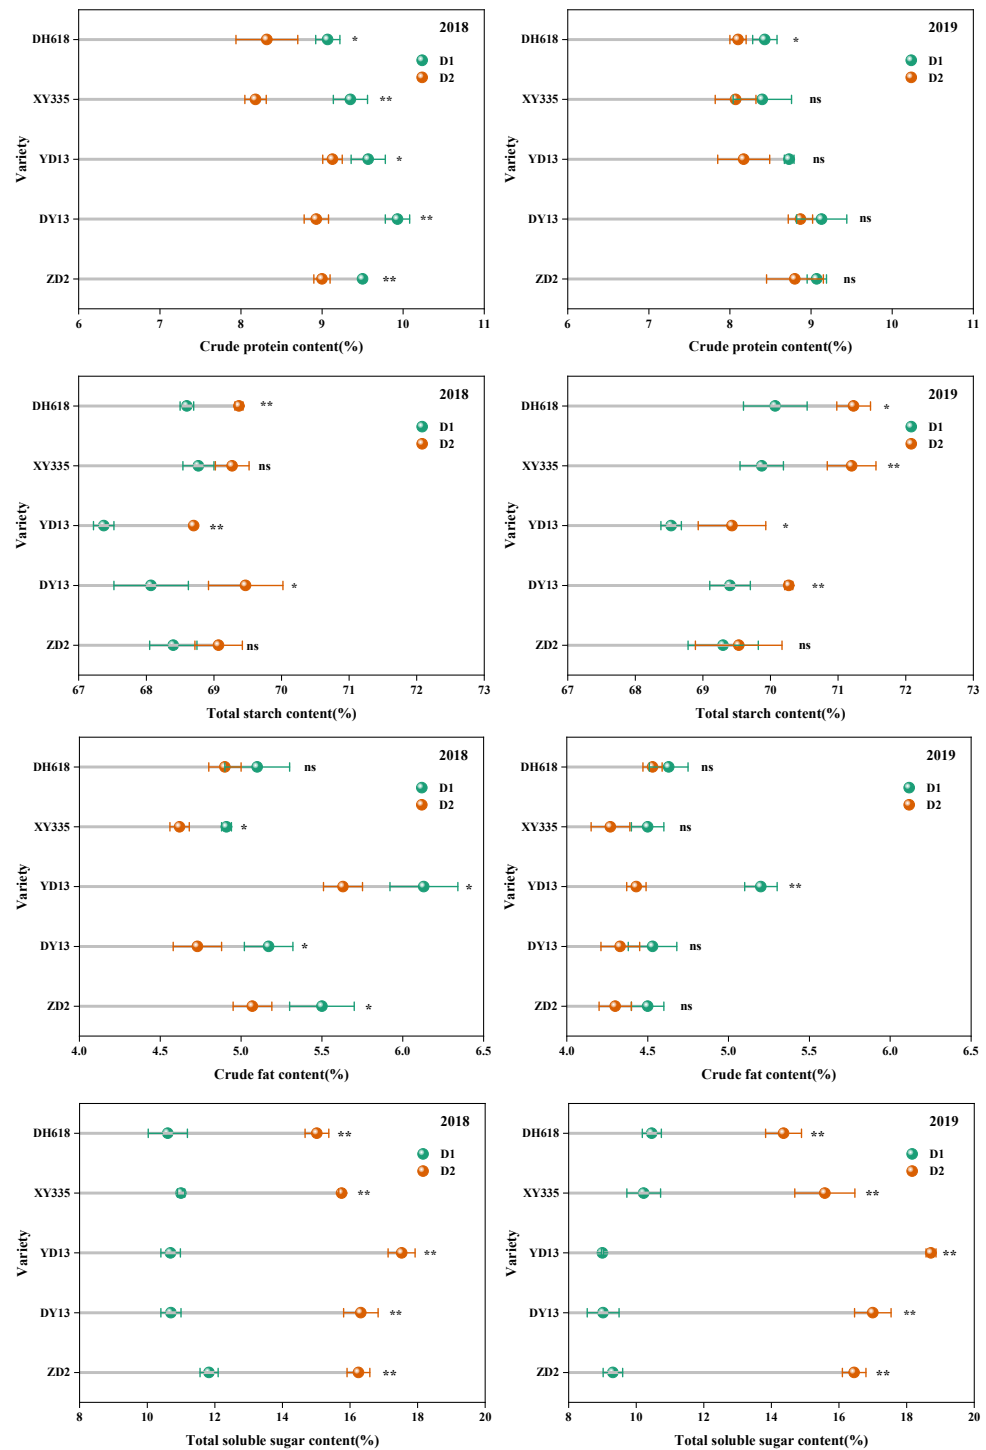 2018
DH618
*
D1
D2
XY335
**
YD13
*
DY13
**
ZD2
**
Variety
6 7 8 9 10 11
Crude protein content(%)
2019
DH618
*
D1
D2
XY335
ns
YD13
ns
DY13
ns
ZD2
ns
Variety
6 7 8 9 10 11
Crude protein content(%)
2018
DH618
**
D1
D2
XY335
ns
YD13
**
DY13
*
ZD2
ns
Variety
67 68 69 70 71 72 73
Total starch content(%)
2019
DH618
*
D1
D2
XY335
**
YD13
*
DY13
**
ZD2
ns
Variety
67 68 69 70 71 72 73
Total starch content(%)
2018
DH618
ns
D1
D2
XY335
*
YD13
*
DY13
*
ZD2
*
Variety
4.0 4.5 5.0 5.5 6.0 6.5
Crude fat content(%)
2019
DH618
ns
D1
D2
XY335
ns
YD13
**
DY13
ns
ZD2
ns
Variety
4.0 4.5 5.0 5.5 6.0 6.5
Crude fat content(%)
2018
DH618
**
D1
D2
XY335
**
YD13
**
DY13
**
ZD2
**
Variety
8 10 12 14 16 18 20
Total soluble sugar content(%)
2019
DH618
**
D1
D2
XY335
**
YD13
**
DY13
**
ZD2
**
Variety
8 10 12 14 16 18 20
Total soluble sugar content(%)